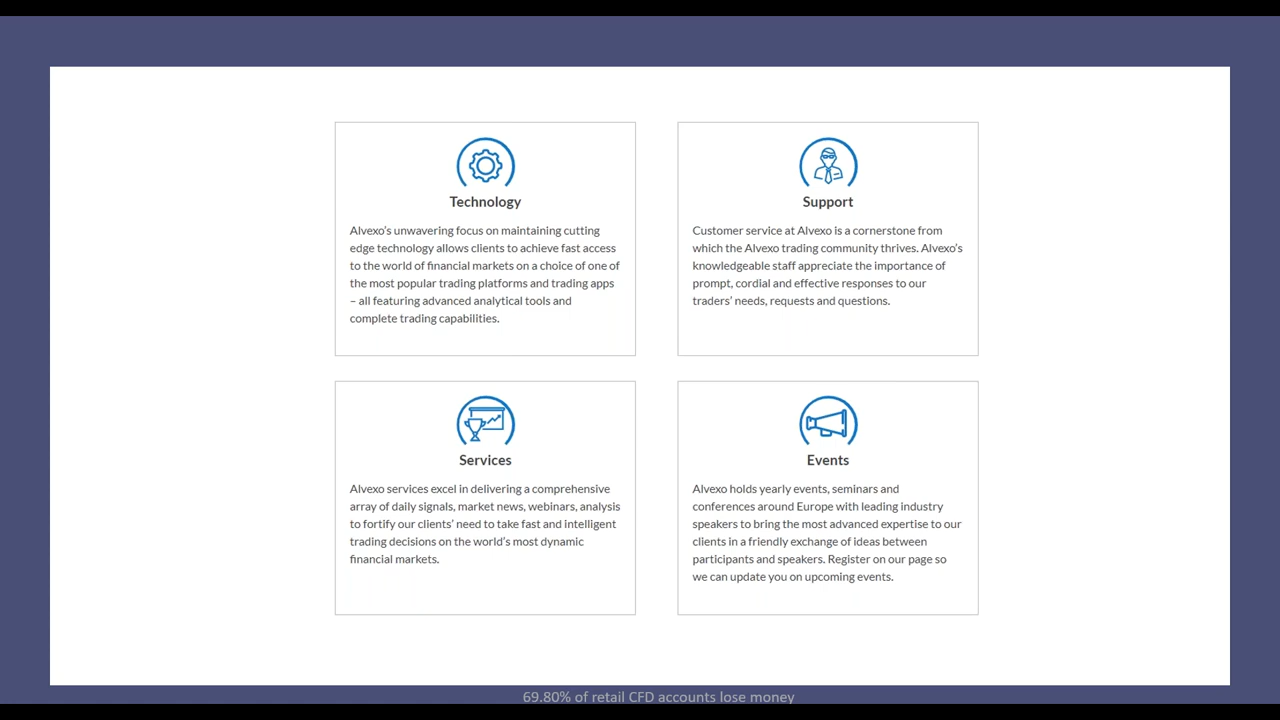 Technology
Alvexo's unwavering focus on maintaining cutting
edge technology allows clients to achieve fast access
to the world of financial markets on a choice of one of
the most popular trading platforms and trading apps
– all featuring advanced analytical tools and
complete trading capabilities.
Support
Customer service at Alvexo is a cornerstone from
which the Alvexo trading community thrives. Alvexo's
knowledgeable staff appreciate the importance of
prompt, cordial and effective responses to our
traders' needs, requests and questions.
Services
Alvexo services excel in delivering a comprehensive
array of daily signals, market news, webinars, analysis
to fortify our clients' need to take fast and intelligent
trading decisions on the world's most dynamic
financial markets.
Events
Alvexo holds yearly events, seminars and
conferences around Europe with leading industry
speakers to bring the most advanced expertise to our
clients in a friendly exchange of ideas between
participants and speakers. Register on our page so
we can update you on upcoming events.
69.80% of retail CFD accounts lose money